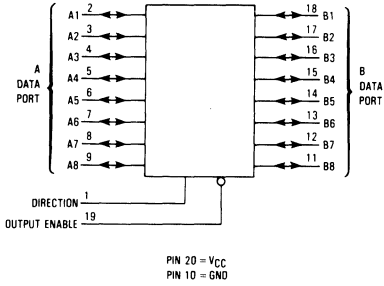 A1 2
A2 3
A3 4
A4 5
A5 6
A6 7
A7 8
A8 9
A
DATA
PORT
18 B1
17 B2
16 B3
15 B4
14 B5
13 B6
12 B7
11 B8
B
DATA
PORT
DIRECTION 1
OUTPUT ENABLE 19
PIN 20 = VCC
PIN 10 = GND